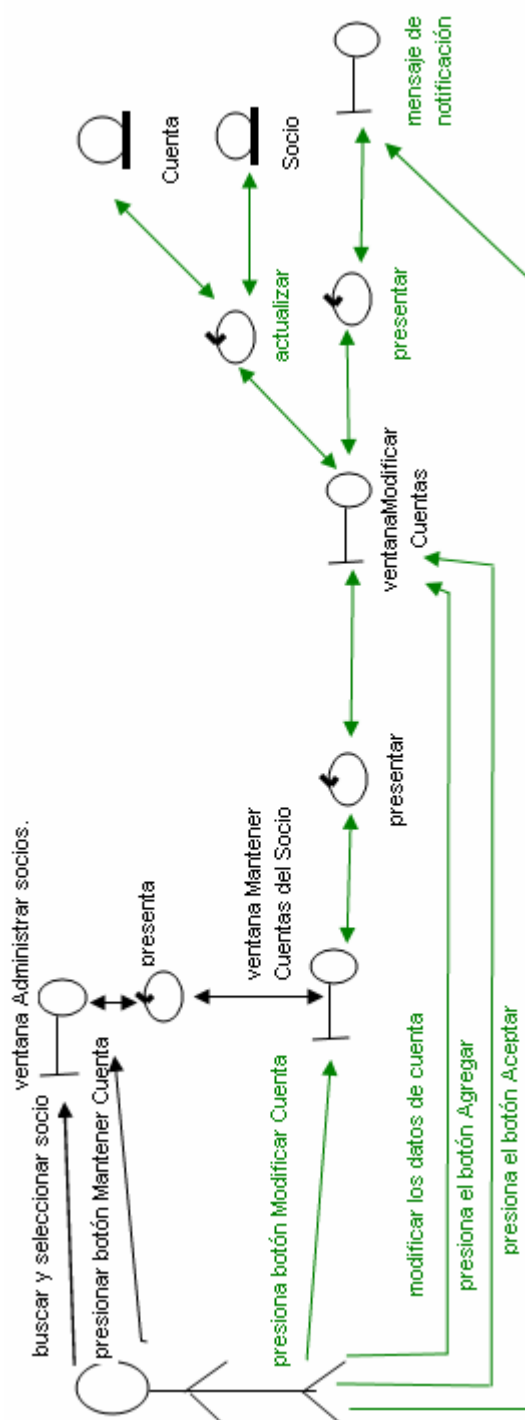 buscar y seleccionar socio
ventana Administrar socios.
presionar botón Mantener Cuenta
presenta
ventana Mantener
Cuentas del Socio
presiona botón Modificar Cuenta
presentar
ventanaModificar
Cuentas
actualizar
Cuenta
Socio
presentar
mensaje de
notificación
modificar los datos de cuenta
presiona el botón Agregar
presiona el botón Aceptar